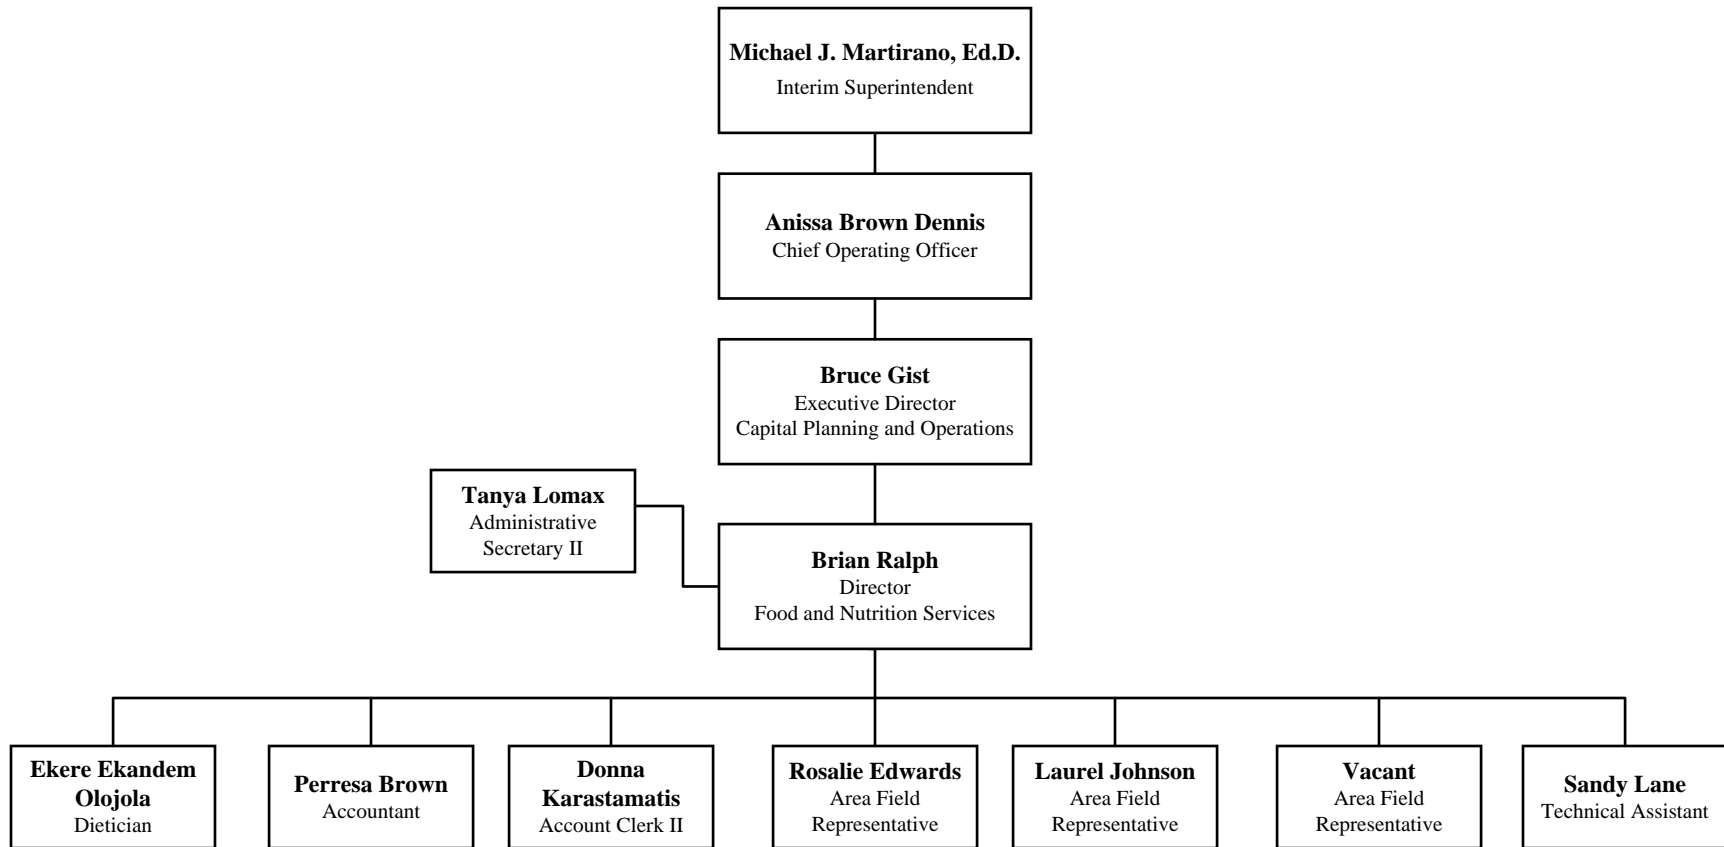 Michael J. Martirano, Ed.D.
Interim Superintendent
Anissa Brown Dennis
Chief Operating Officer
Bruce Gist
Executive Director
Capital Planning and Operations
Tanya Lomax
Administrative
Secretary II
Brian Ralph
Director
Food and Nutrition Services
Ekere Ekandem
Olojola
Dietician
Perresa Brown
Accountant
Donna
Karastamatis
Account Clerk II
Rosalie Edwards
Area Field
Representative
Laurel Johnson
Area Field
Representative
Vacant
Area Field
Representative
Sandy Lane
Technical Assistant